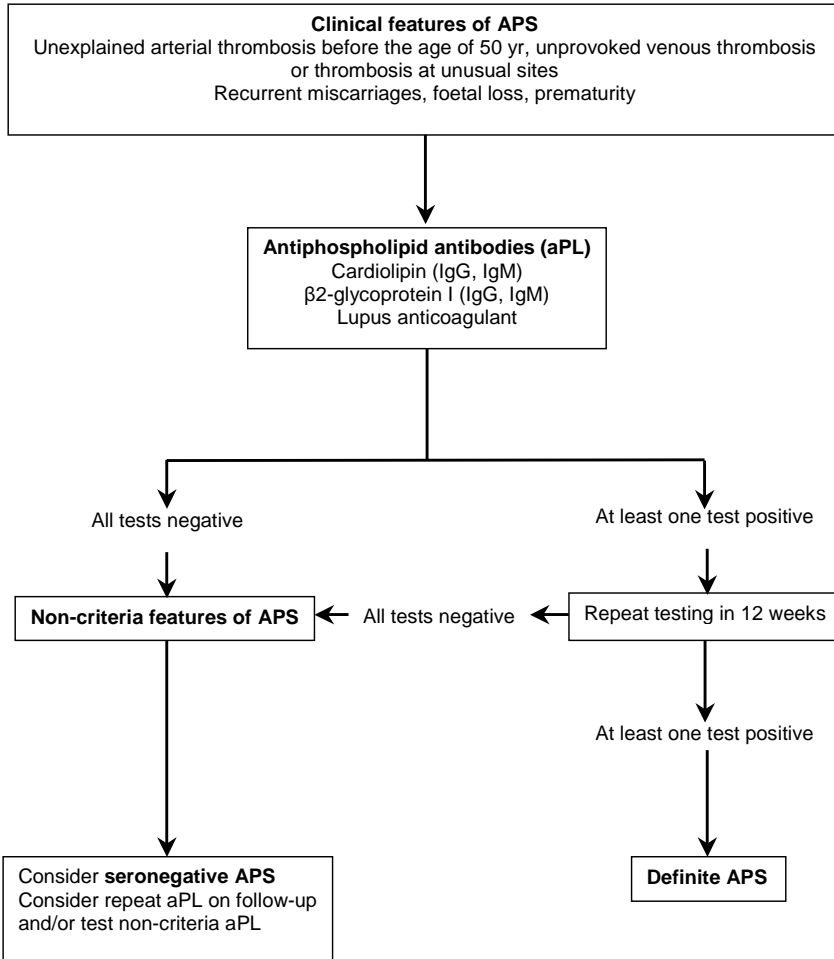 Clinical features of APS
Unexplained arterial thrombosis before the age of 50 yr, unprovoked venous thrombosis
or thrombosis at unusual sites
Recurrent miscarriages, foetal loss, prematurity
Antiphospholipid antibodies (aPL)
Cardiolipin (IgG, IgM)
β2-glycoprotein I (IgG, IgM)
Lupus anticoagulant
All tests negative
At least one test positive
Non-criteria features of APS
All tests negative
Repeat testing in 12 weeks
At least one test positive
Consider seronegative APS
Consider repeat aPL on follow-up
and/or test non-criteria aPL
Definite APS